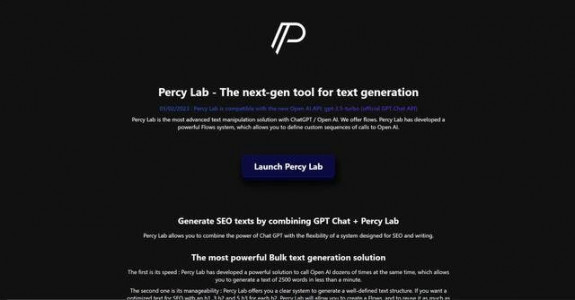 Percy Lab - The next-gen tool for text generation
01/03/2023 : Percy Lab is compatible with the new Open AI API: gpt-3.5-turbo (official GPT Chat API)
Percy Lab is the most advanced text manipulation solution with ChatGPT / Open AI. We offer flows. Percy Lab has developed a
powerful Flows system, which allows you to define custom sequences of calls to Open AI.
Launch Percy Lab
Generate SEO texts by combining GPT Chat + Percy Lab
Percy Lab allows you to combine the power of Chat GPT with the flexibility of a system designed for SEO and writing.
The most powerful Bulk text generation solution
The first is its speed : Percy Lab has developed a powerful solution to call Open AI dozens of times at the same time, which allows
you to generate a text of 2500 words in less than a minute.
The second one is its manageability : Percy Lab offers you a clear system to generate a well-defined text structure. If you want a
optimized text for SEO with an h1, 3 h2 and 5 h3 for each h2, Percy Lab will allow you to create a Flows, and to reuse it as much as